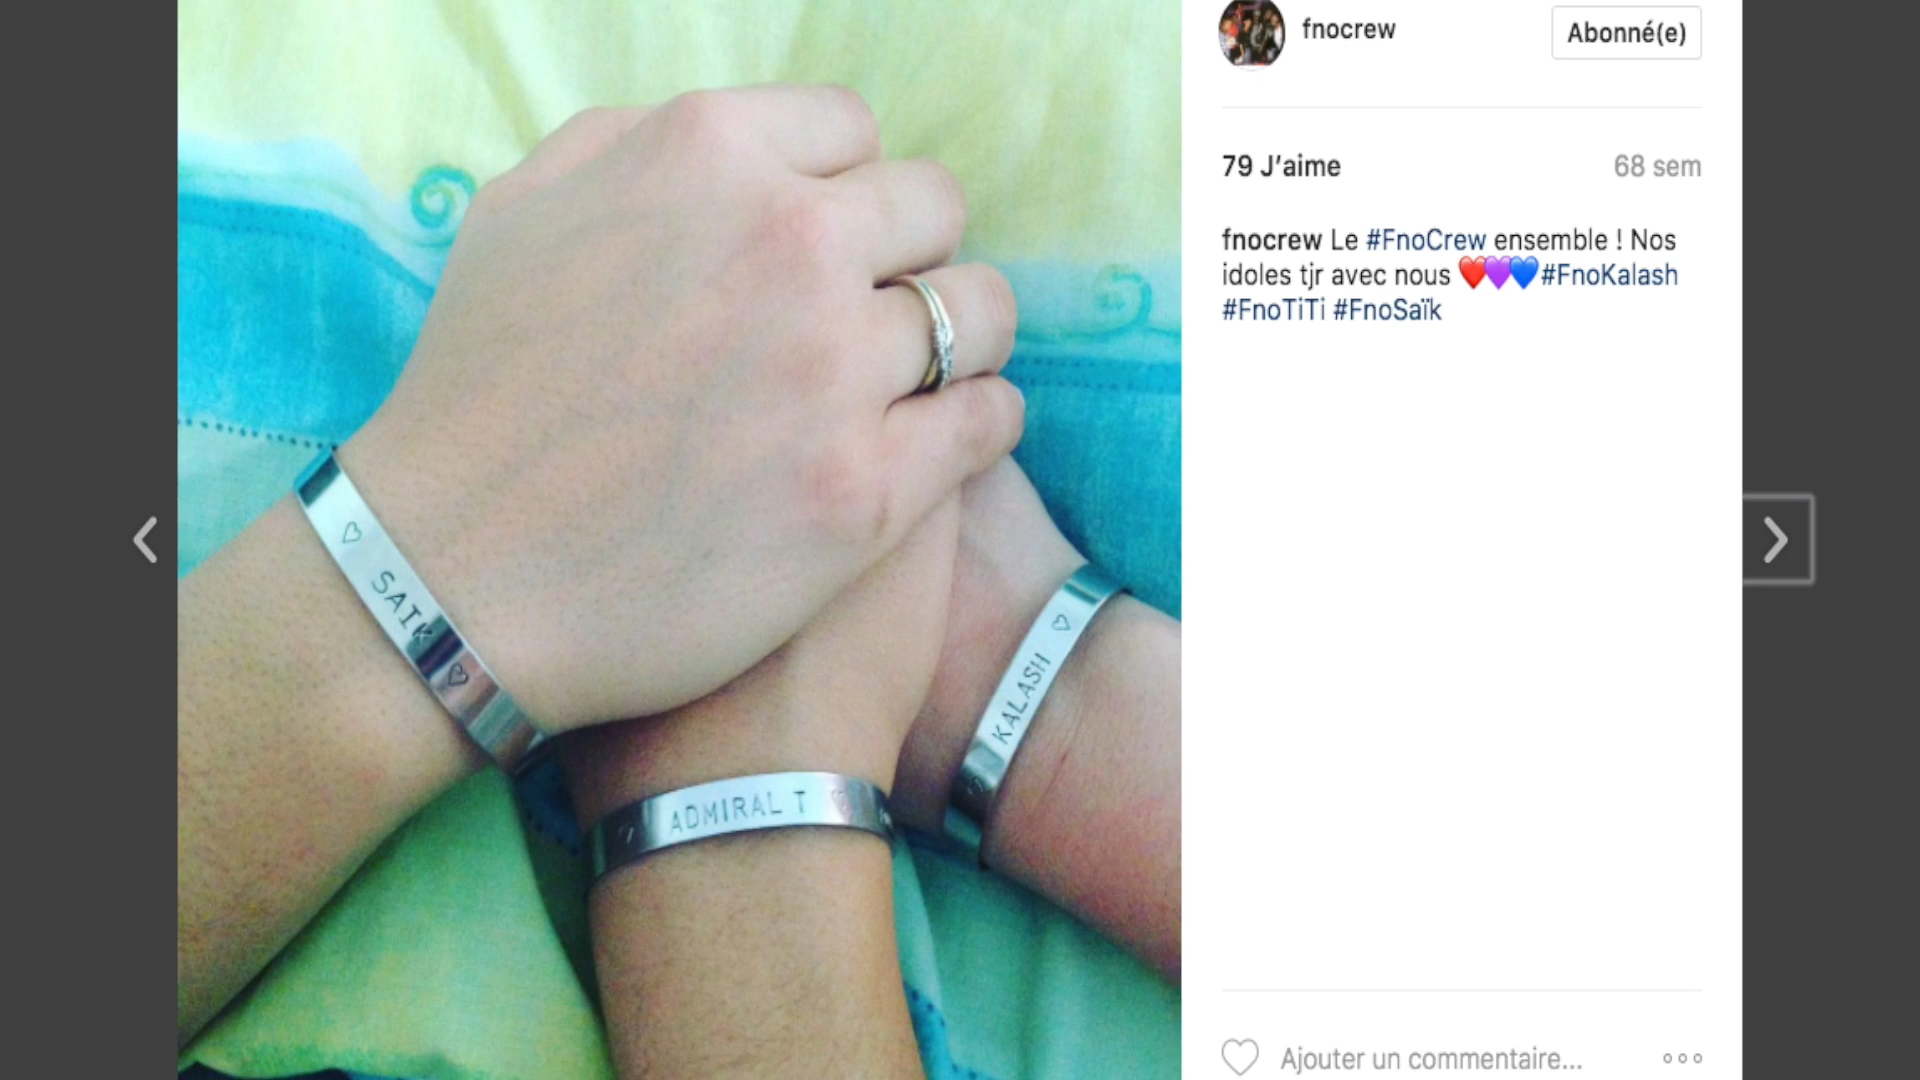 fnocrew
Abonné(e)
79 J'aime
68 sem
fnocrew Le #FnoCrew ensemble ! Nos
idoles tjr avec nous ❤️💜💙#FnoKalash
#FnoTiTi #FnoSaïk
Ajouter un commentaire...
SAIK
ADMIRAL T
KALASH